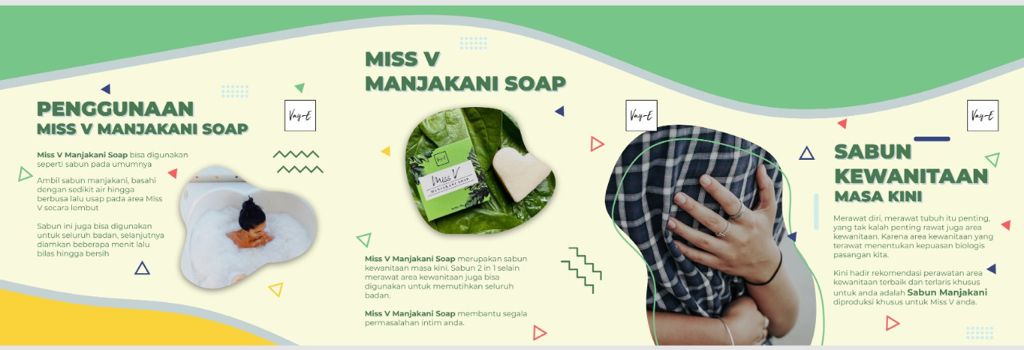 PENGGUNAAN
MISS V MANJAKANI SOAP
Vay-E
Miss V Manjakani Soap bisa digunakan
seperti sabun pada umumnya
Ambil sabun manjakani, basahi
dengan sedikit air hingga
berbusa lalu usap pada area Miss
V secara lembut
Sabun ini juga bisa digunakan
untuk seluruh badan, selanjutnya
diamkan beberapa menit lalu
bilas hingga bersih
MISS V
MANJAKANI SOAP
Miss V
MANJAKANI SOAP
Miss V Manjakani Soap merupakan sabun
kewanitaan masa kini. Sabun 2 in 1 selain
merawat area kewanitaan juga bisa
digunakan untuk memutihkan seluruh
badan.
Miss V Manjakani Soap membantu segala
permasalahan intim anda.
Vay-E
Vay-E
SABUN
KEWANITAAN
MASA KINI
Merawat diri, merawat tubuh itu penting,
yang tak kalah penting rawat juga area
kewanitaan. Karena area kewanitaan yang
terawat menentukan kepuasan biologis
pasangan kita.
Kini hadir rekomendasi perawatan area
kewanitaan terbaik dan terlaris khusus
untuk anda adalah Sabun Manjakani
diproduksi khusus untuk Miss V anda.